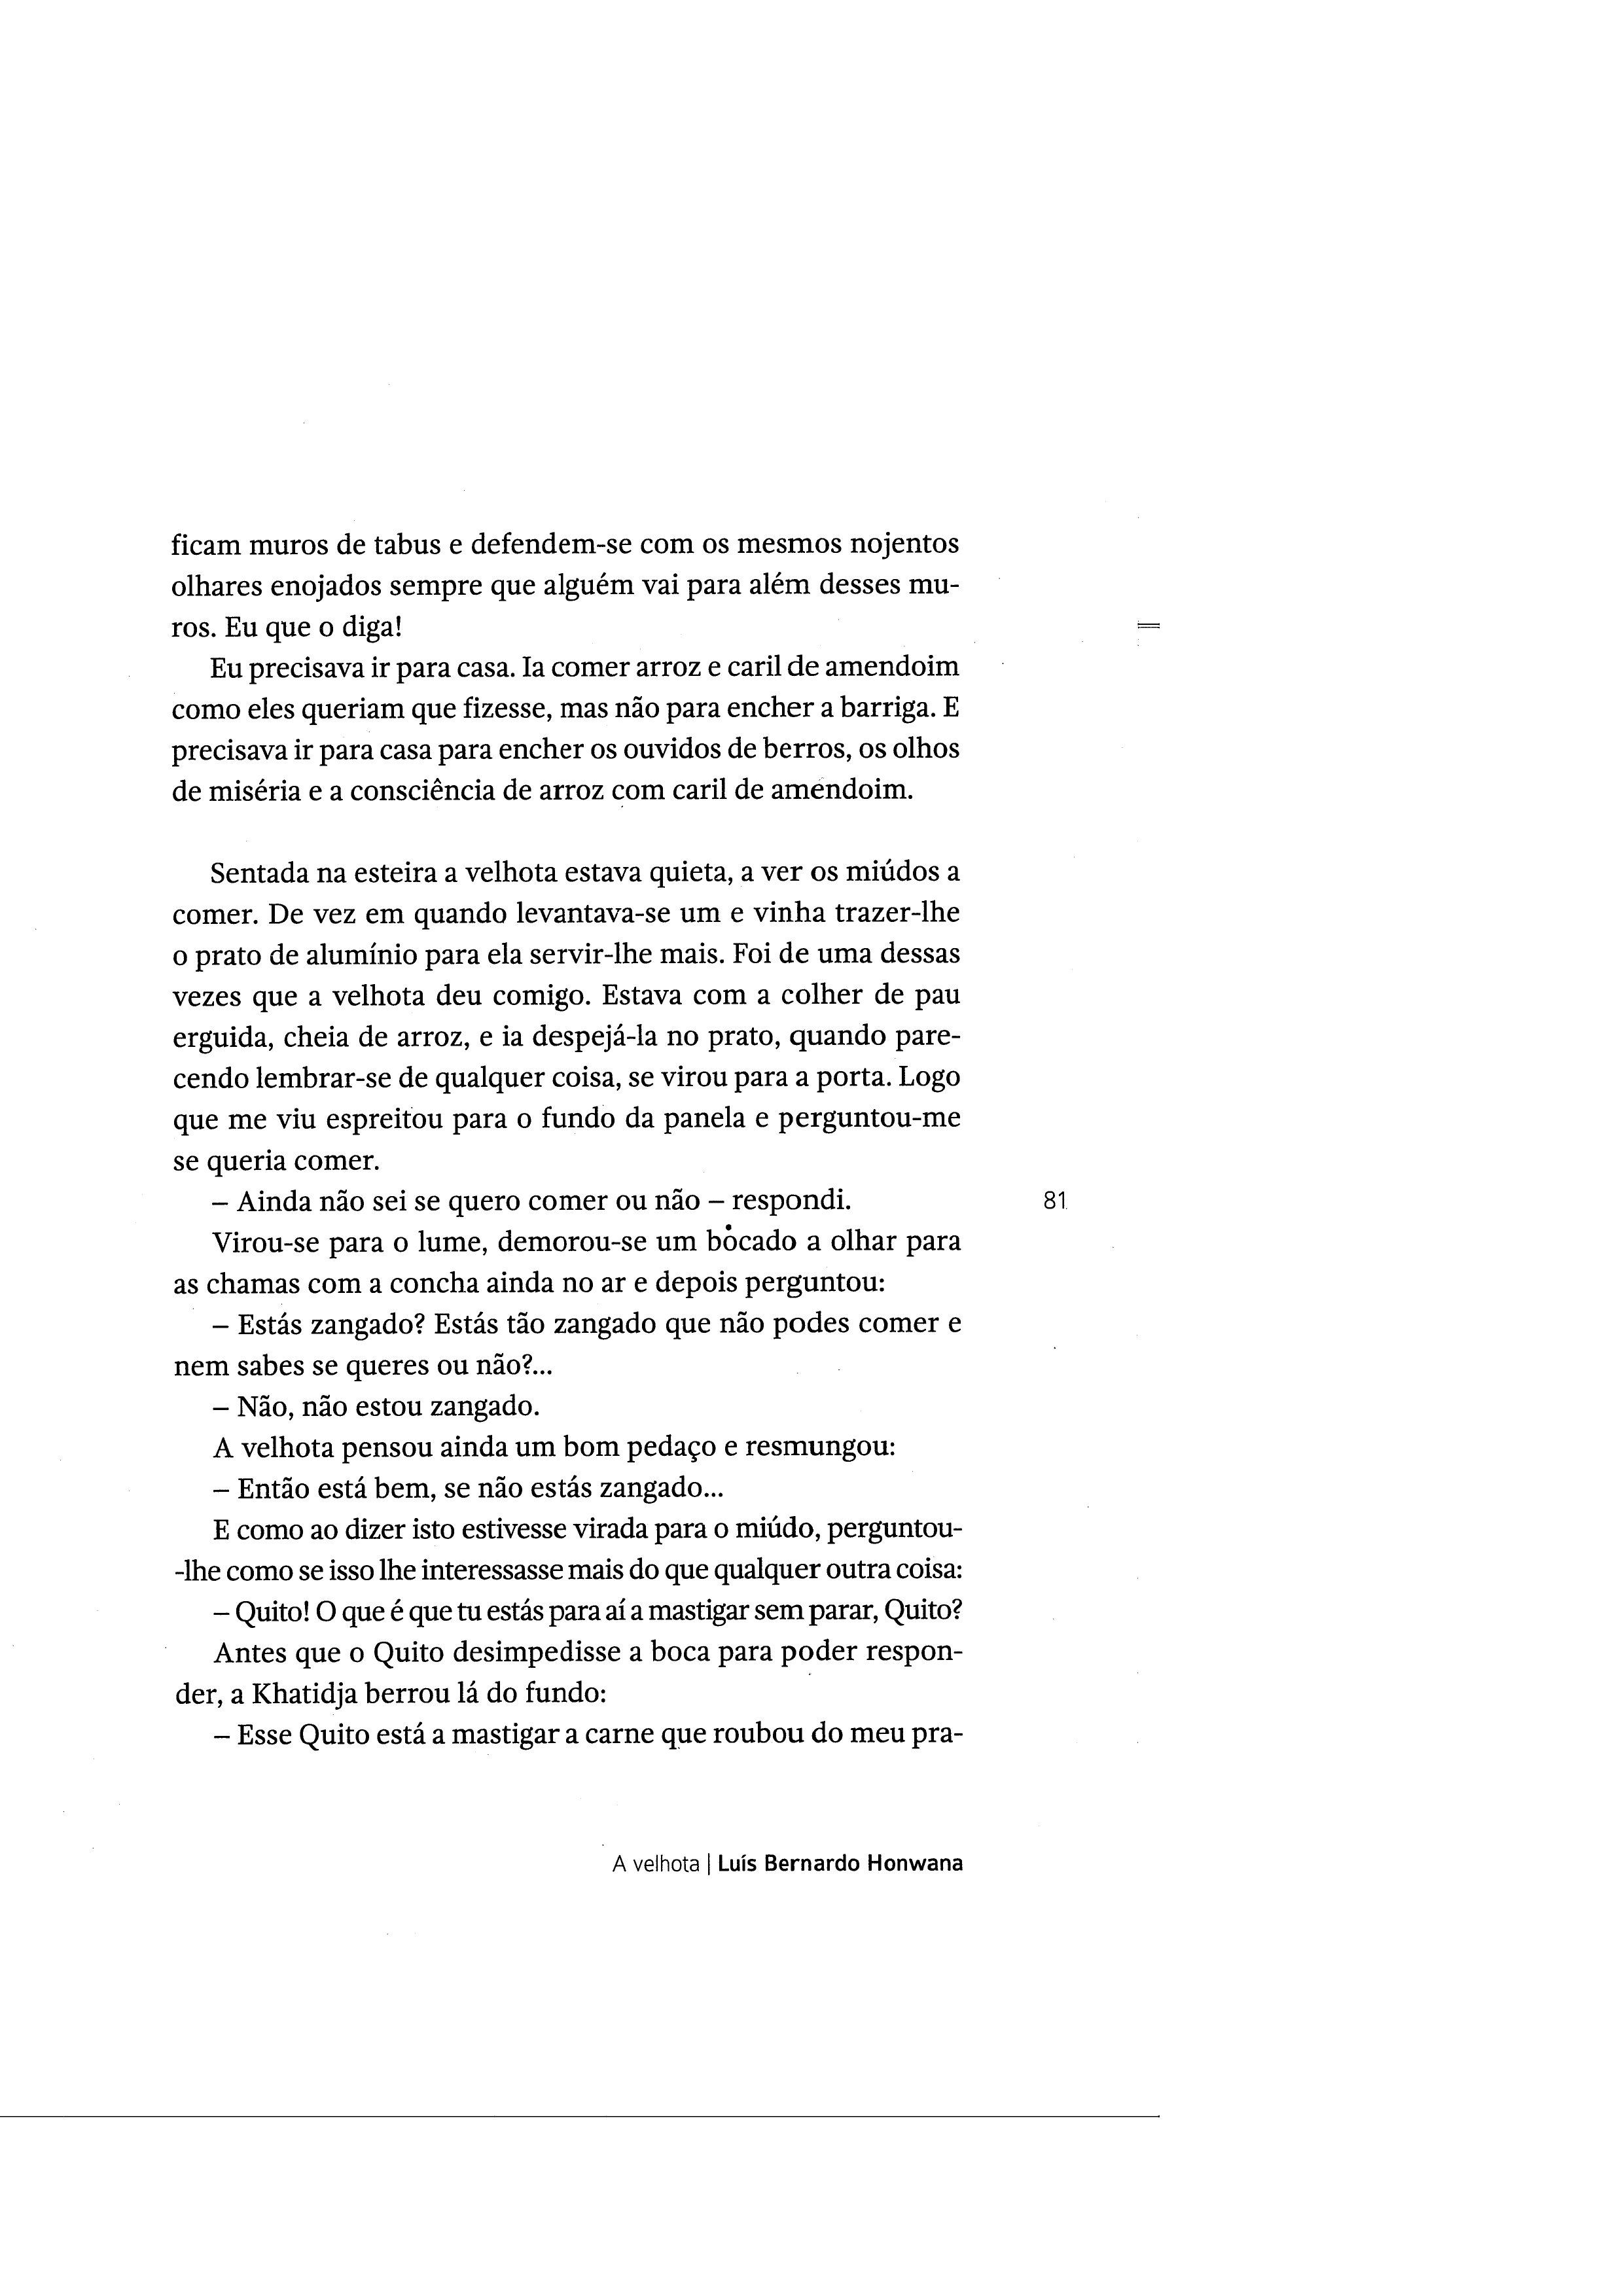 ficam muros de tabus e defendem-se com os mesmos nojentos
olhares enojados sempre que alguém vai para além desses mu-
ros. Eu que o diga!
Eu precisava ir para casa. Ia comer arroz e caril de amendoim
como eles queriam que fizesse, mas não para encher a barriga. E
precisava ir para casa para encher os ouvidos de berros, os olhos
de miséria e a consciência de arroz com caril de amendoim.
Sentada na esteira a velhota estava quieta, a ver os miúdos a
comer. De vez em quando levantava-se um e vinha trazer-lhe
o prato de alumínio para ela servir-lhe mais. Foi de uma dessas
vezes que a velhota deu comigo. Estava com a colher de pau
erguida, cheia de arroz, e ia despejá-la no prato, quando pare-
cendo lembrar-se de qualquer coisa, se virou para a porta. Logo
que me viu espreitou para o fundo da panela e perguntou-me
se queria comer.
– Ainda não sei se quero comer ou não – respondi.
81
Virou-se para o lume, demorou-se um bocado a olhar para
as chamas com a concha ainda no ar e depois perguntou:
– Estás zangado? Estás tão zangado que não podes comer e
nem sabes se queres ou não?...
– Não, não estou zangado.
A velhota pensou ainda um bom pedaço e resmungou:
– Então está bem, se não estás zangado...
E como ao dizer isto estivesse virada para o miúdo, perguntou-
-lhe como se isso lhe interessasse mais do que qualquer outra coisa:
– Quito! O que é que tu estás para aí a mastigar sem parar, Quito?
Antes que o Quito desimpedisse a boca para poder respon-
der, a Khatidja berrou lá do fundo:
– Esse Quito está a mastigar a carne que roubou do meu pra-
A velhota | Luís Bernardo Honwana